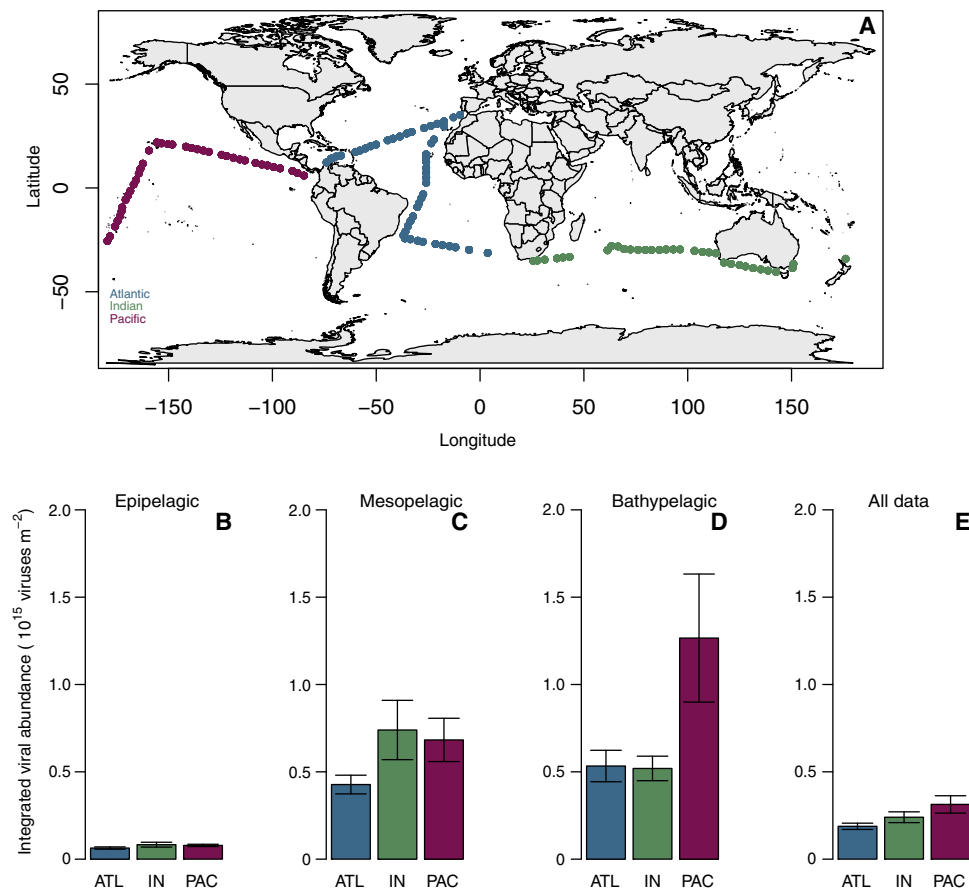 A
50
0
−50
Latitude
Atlantic
Indian
Pacific
−150 −100 −50 0 50 100 150
Longitude
Epipelagic B
Mesopelagic C
Bathypelagic D
All data E
Integrated viral abundance ( 10^15 viruses m^−2)
2.0
1.5
1.0
0.5
0
ATL IN PAC
2.0
1.5
1.0
0.5
0
ATL IN PAC
2.0
1.5
1.0
0.5
0
ATL IN PAC
2.0
1.5
1.0
0.5
0
ATL IN PAC